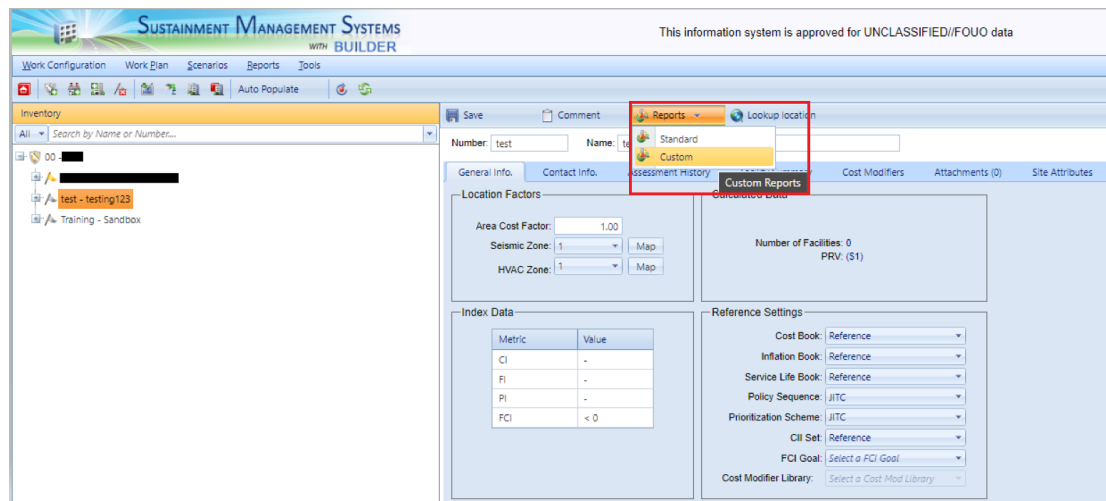 SUSTAINMENT MANAGEMENT SYSTEMS
WITH BUILDER
This information system is approved for UNCLASSIFIED//FOUO data
Work Configuration Work Plan Scenarios Reports Tools
Auto Populate
Inventory
Save Comment Reports Lookup location
All Search by Name or Number...
Standard
Number: test Name: te
00 -
Custom
General Info. Contact Info. Assessment History Cost Modifiers Attachments (0) Site Attributes
Custom Reports
test - testing123
Training - Sandbox
Location Factors
Area Cost Factor: 1.00
Seismic Zone: 1 Map
HVAC Zone: 1 Map
Calculated Data
Number of Facilities: 0
PRV: ($1)
Index Data
Metric Value
CI -
FI -
PI -
FCI < 0
Reference Settings
Cost Book: Reference
Inflation Book: Reference
Service Life Book: Reference
Policy Sequence: JITC
Prioritization Scheme: JITC
CII Set: Reference
FCI Goal: Select a FCI Goal
Cost Modifier Library: Select a Cost Mod Library